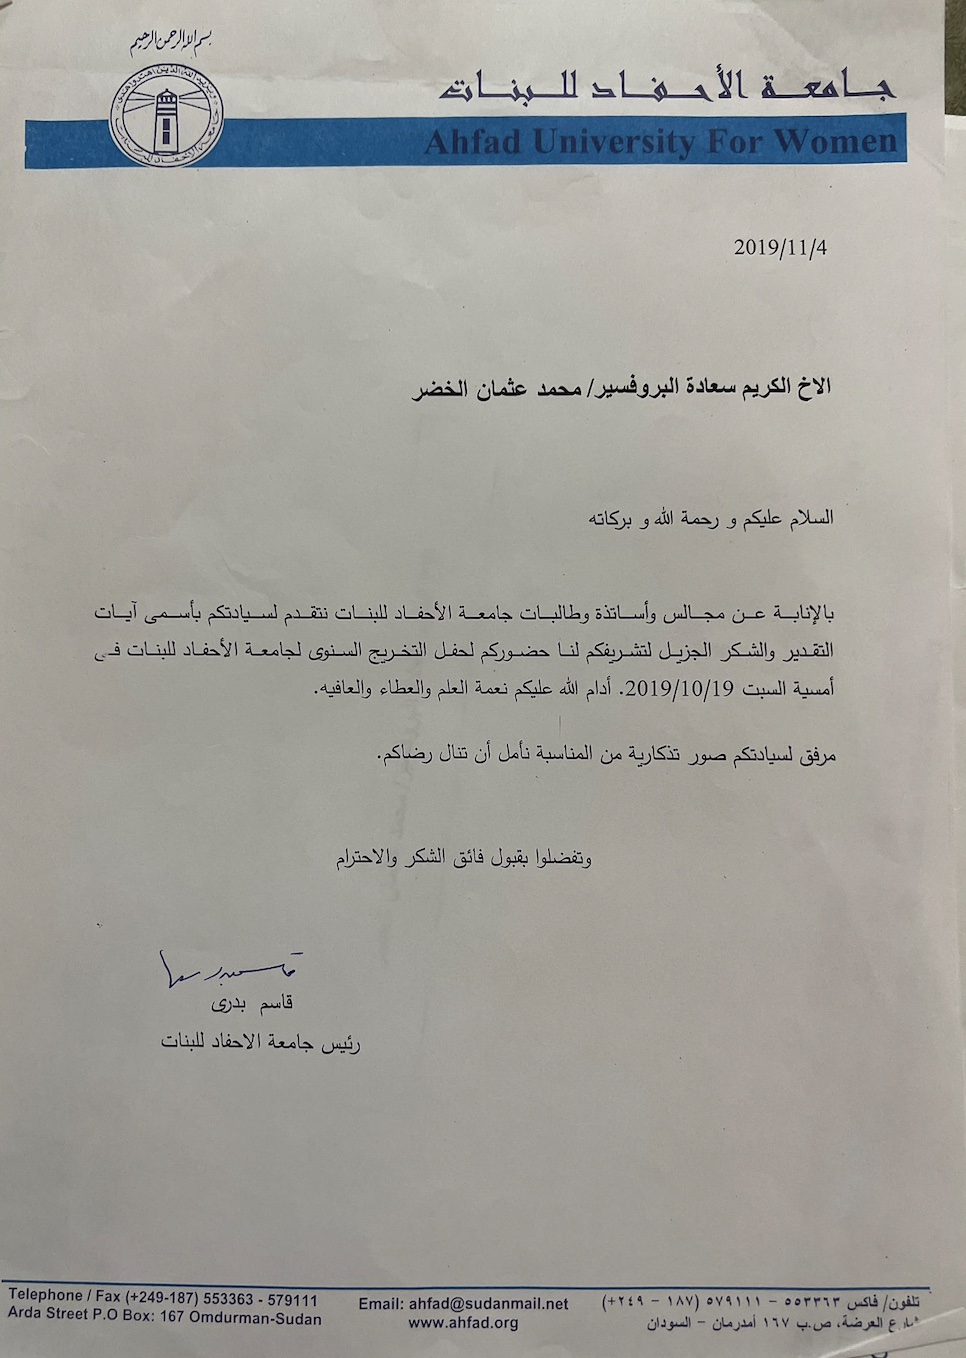 بسم الله الرحمن الرحيم
جامعة الأحفاد للبنات
Ahfad University For Women
2019/11/4
الاخ الكريم سعادة البروفسير/ محمد عثمان الخضر
السلام عليكم و رحمة الله و بركاته
بالإنابة عن مجالس وأساتذة وطالبات جامعة الأحفاد للبنات نتقدم لسيادتكم بأسمى آيات
التقدير والشكر الجزيل لتشريفكم لنا حضوركم لحفل التخريج السنوى لجامعة الأحفاد للبنات فى
أمسية السبت 2019/10/19. أدام الله عليكم نعمة العلم والعطاء والعافيه.
مرفق لسيادتكم صور تذكارية من المناسبة نأمل أن تنال رضاكم.
وتفضلوا بقبول فائق الشكر والاحترام
قاسم بدرى
رئيس جامعة الاحفاد للبنات
Telephone / Fax (+249-187) 553363 - 579111
Arda Street P.O Box: 167 Omdurman-Sudan
Email: ahfad@sudanmail.net
www.ahfad.org
تلفون/ فاكس ٥٥٣٣٦٣ - ٥٧٩١١١ (١٨٧ - ٢٤٩+)
شارع العرضة، ص.ب ١٦٧ أمدرمان - السودان